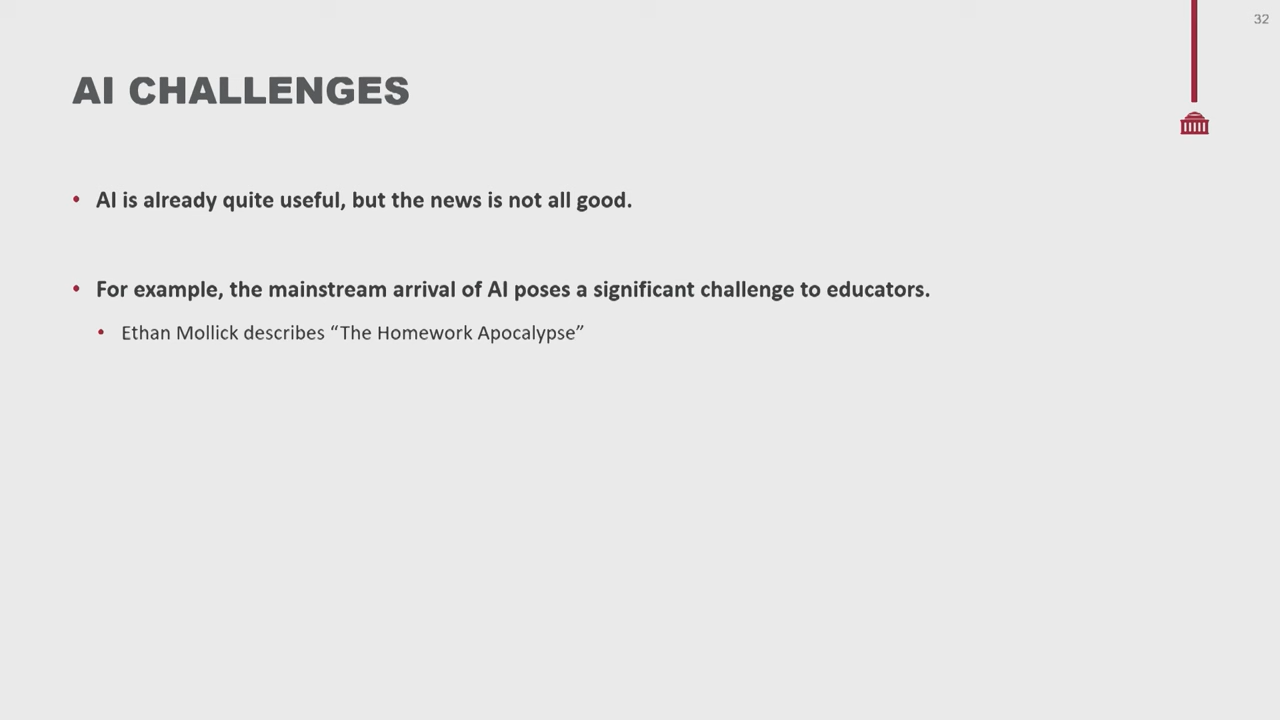 32
AI CHALLENGES
• AI is already quite useful, but the news is not all good.
• For example, the mainstream arrival of AI poses a significant challenge to educators.
• Ethan Mollick describes “The Homework Apocalypse”